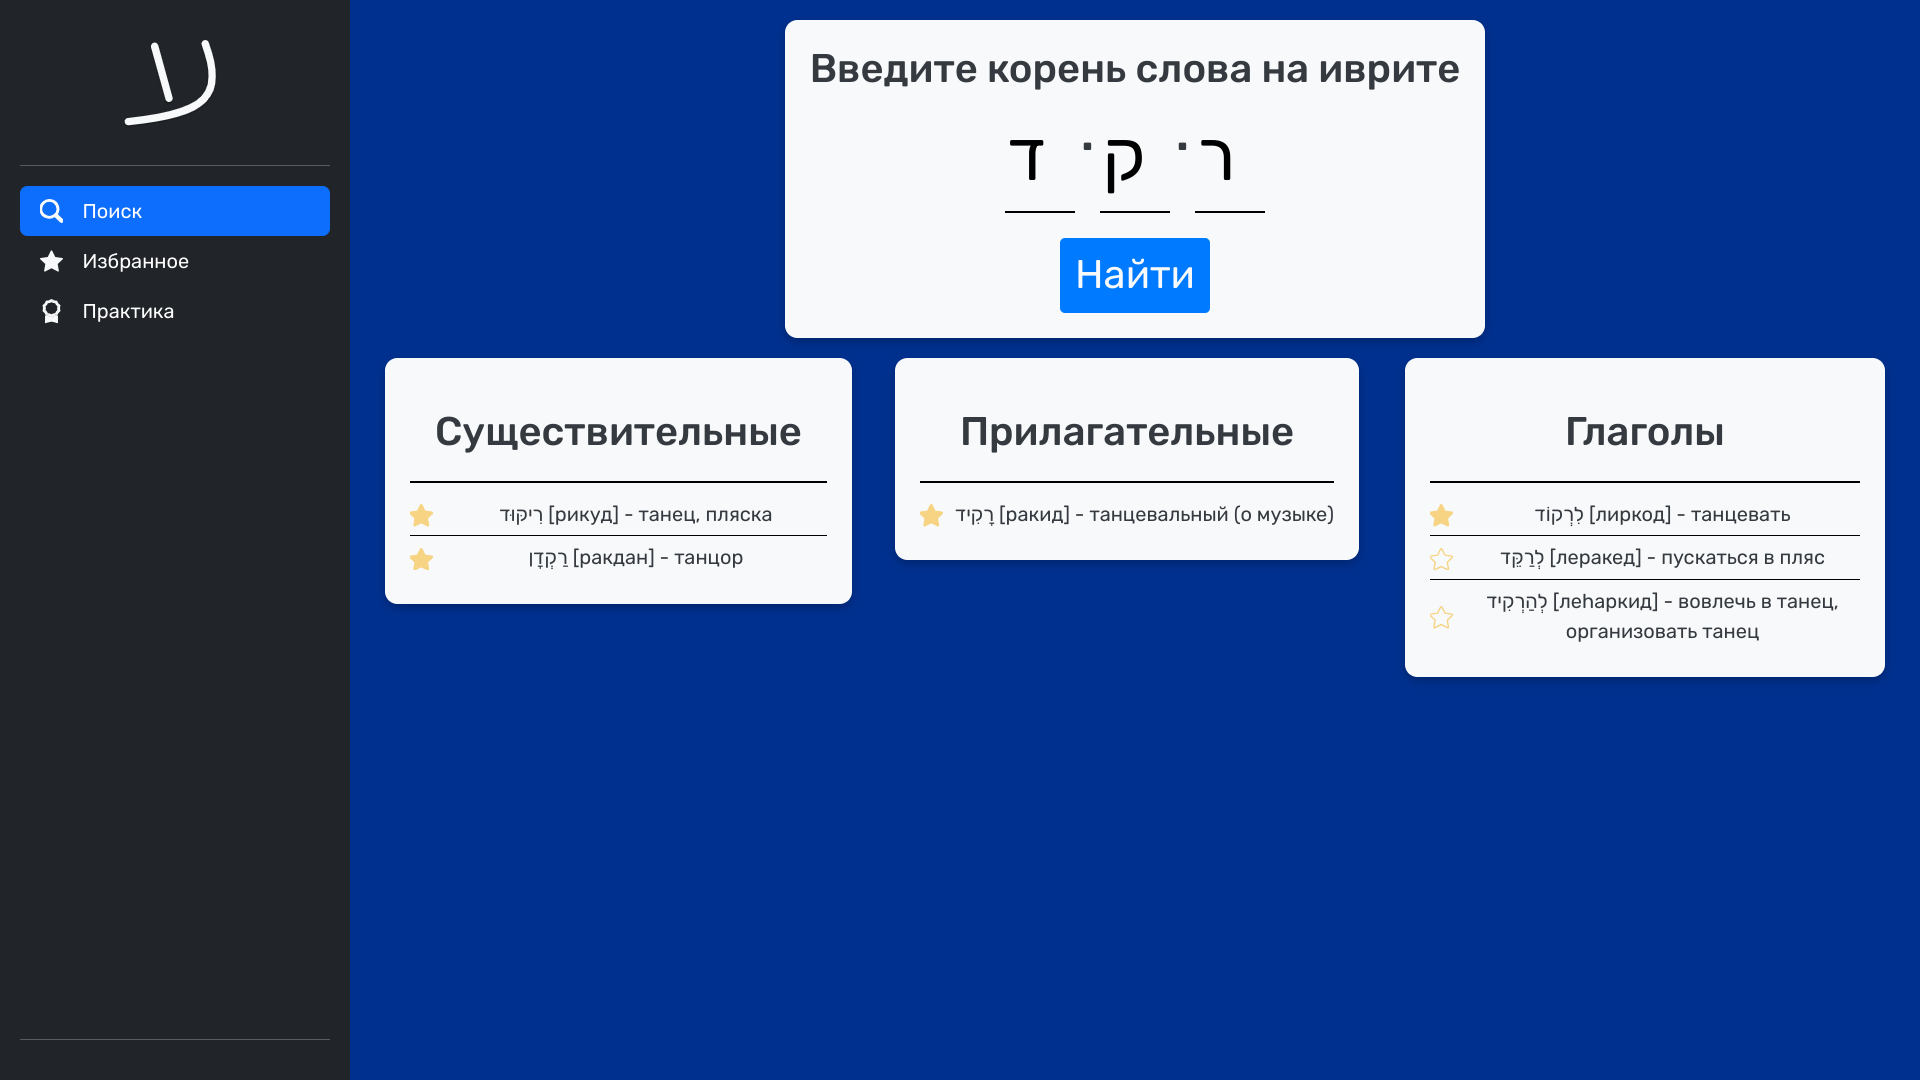 ע
Поиск
Избранное
Практика
Введите корень слова на иврите
ר · ק · ד
Найти
Существительные
רִיקּוּד [рикуд] - танец, пляска
רַקְדָן [ракдан] - танцор
Прилагательные
רָקִיד [ракид] - танцевальный (о музыке)
Глаголы
לִרְקוֹד [лиркод] - танцевать
לְרַקֵּד [леракед] - пускаться в пляс
לְהַרְקִיד [леhаркид] - вовлечь в танец,
организовать танец